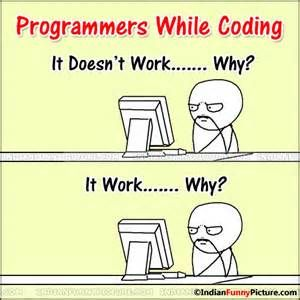 Programmers While Coding
It Doesn't Work....... Why?
It Work....... Why?
©IndianFunnyPicture.com